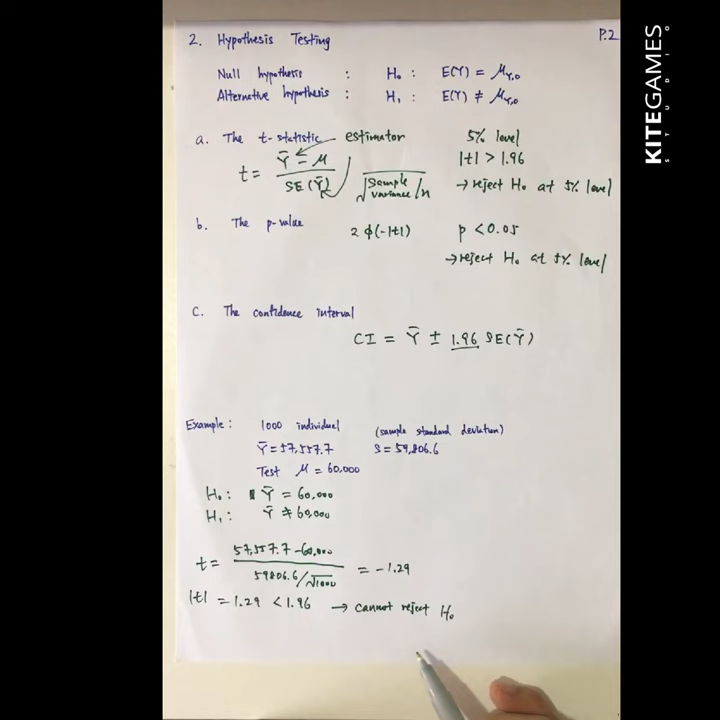 2. Hypothesis Testing P.2
Null hypothesis : H₀ : E(Y) = μY,0
Alternative hypothesis : H₁ : E(Y) ≠ μY,0
a. The t-statistic estimator 5% level
t = Ȳ - μ / SE(Ȳ) √sample variance/n |t| > 1.96
→ reject H₀ at 5% level
b. The p-value 2 ϕ(-|t|) p < 0.05
→ reject H₀ at 5% level
c. The confidence interval
CI = Ȳ ± 1.96 SE(Ȳ)
Example : 1000 individual (sample standard deviation)
Ȳ = 57,557.7 S = 59,806.6
Test μ = 60,000
H₀ : Ȳ = 60,000
H₁ : Ȳ ≠ 60,000
t = 57,557.7 - 60,000 / 59806.6/√1000 = -1.29
|t| = 1.29 < 1.96 → cannot reject H₀
KITEGAMES
STUDIO